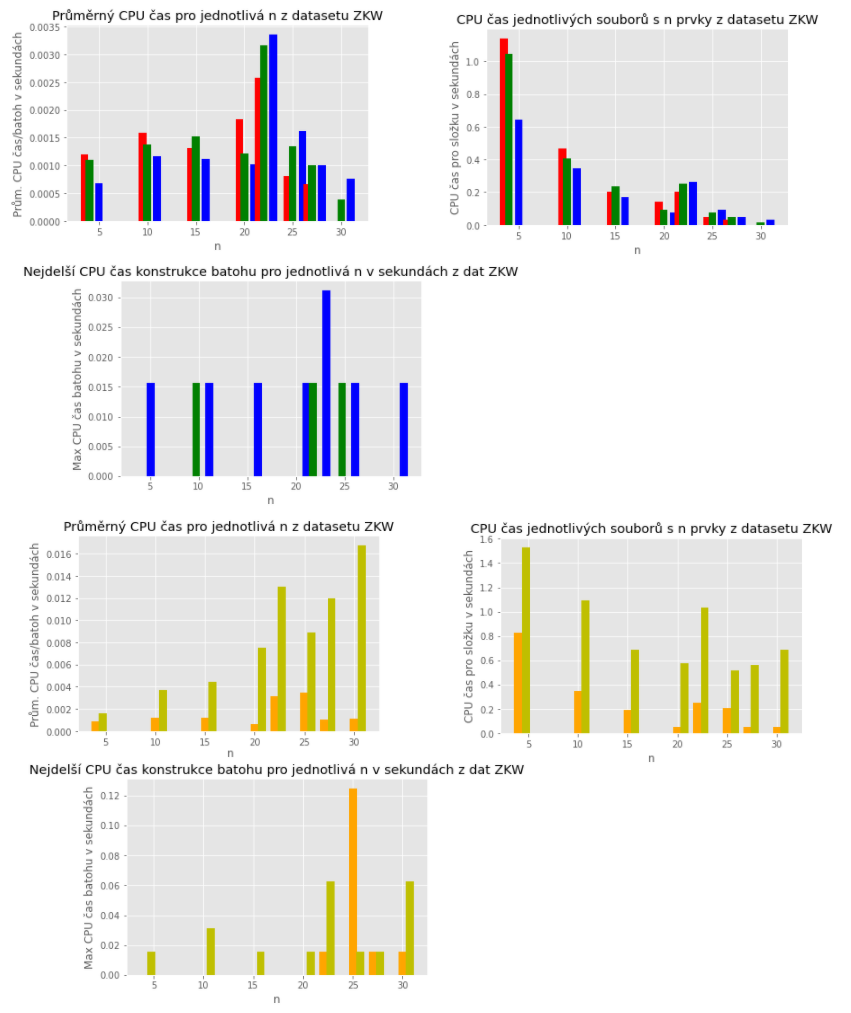 Průměrný CPU čas pro jednotlivá n z datasetu ZKW
Prům. CPU čas/batoh v sekundách
0.0035
0.0030
0.0025
0.0020
0.0015
0.0010
0.0005
0.0000
5 10 15 20 25 30
n
CPU čas jednotlivých souborů s n prvky z datasetu ZKW
CPU čas pro složku v sekundách
1.0
0.8
0.6
0.4
0.2
0.0
5 10 15 20 25 30
n
Nejdelší CPU čas konstrukce batohu pro jednotlivá n v sekundách z dat ZKW
Max CPU čas batohu v sekundách
0.030
0.025
0.020
0.015
0.010
0.005
0.000
5 10 15 20 25 30
n
Průměrný CPU čas pro jednotlivá n z datasetu ZKW
Prům. CPU čas/batoh v sekundách
0.016
0.014
0.012
0.010
0.008
0.006
0.004
0.002
0.000
5 10 15 20 25 30
n
CPU čas jednotlivých souborů s n prvky z datasetu ZKW
CPU čas pro složku v sekundách
1.6
1.4
1.2
1.0
0.8
0.6
0.4
0.2
0.0
5 10 15 20 25 30
n
Nejdelší CPU čas konstrukce batohu pro jednotlivá n v sekundách z dat ZKW
Max CPU čas batohu v sekundách
0.12
0.10
0.08
0.06
0.04
0.02
0.00
5 10 15 20 25 30
n